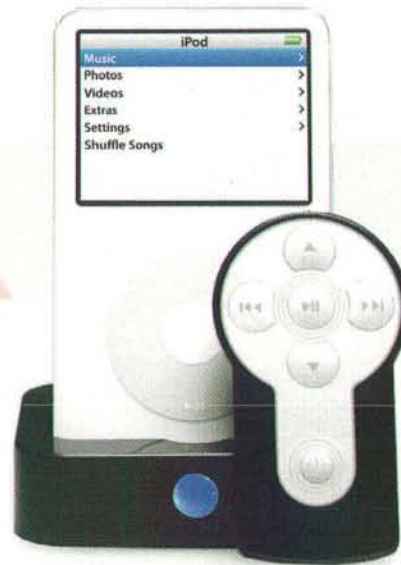 iPod
Music
Photos
Videos
Extras
Settings
Shuffle Songs